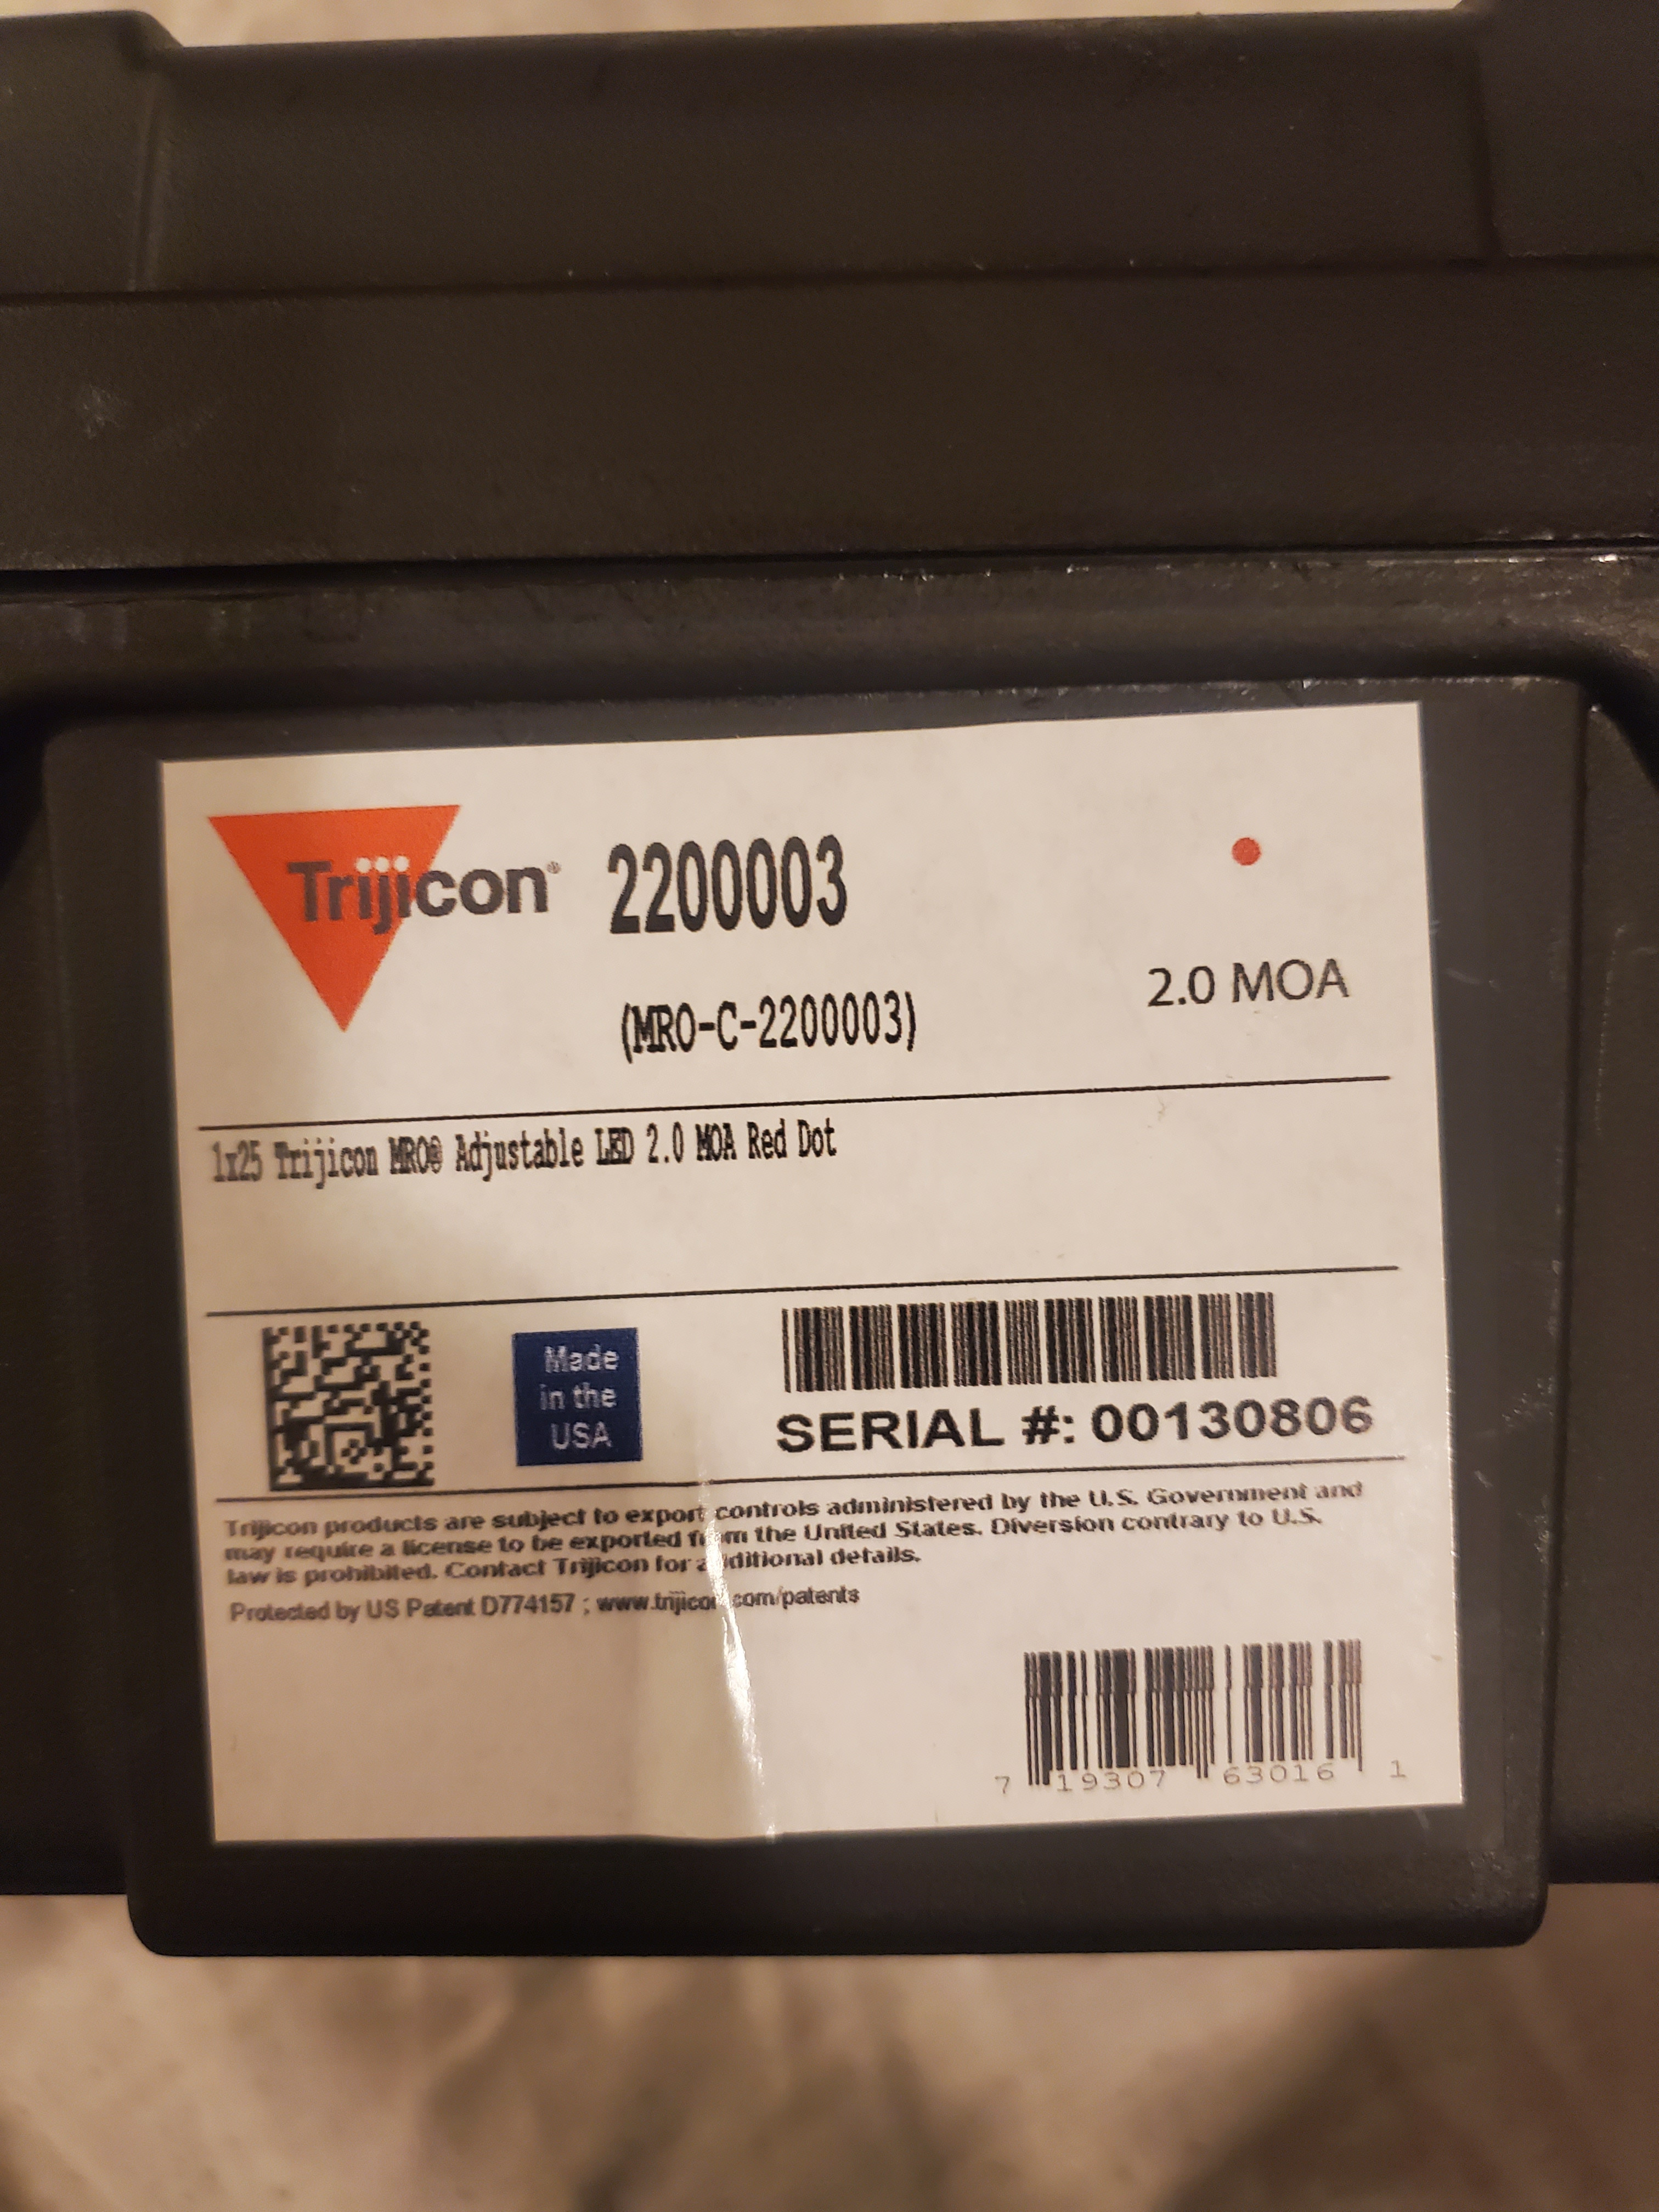 Trijicon® 2200003
(MRO-C-2200003)
2.0 MOA
1x25 Trijicon MRO® Adjustable LED 2.0 MOA Red Dot
Made
in the
USA
SERIAL #: 00130806
Trijicon products are subject to export controls administered by the U.S. Government and
may require a license to be exported from the United States. Diversion contrary to U.S.
law is prohibited. Contact Trijicon for additional details.
Protected by US Patent D774157 ; www.trijicon.com/patents
7 19307 63016 1